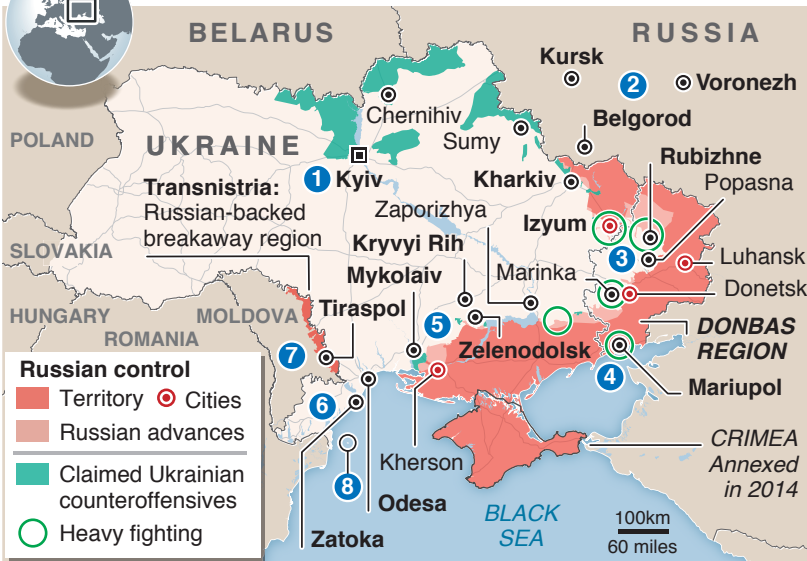 BELARUS
RUSSIA
Kursk
2
Voronezh
Chernihiv
Sumy
Belgorod
POLAND
UKRAINE
Rubizhne
1 Kyiv
Kharkiv
Popasna
Transnistria:
Russian-backed
breakaway region
Zaporizhya
Izyum
Kryvyi Rih
SLOVAKIA
3
Luhansk
Mykolaiv
Marinka
Donetsk
HUNGARY
MOLDOVA
Tiraspol
5
DONBAS
REGION
ROMANIA
7
Zelenodolsk
4
Mariupol
Russian control
Territory
Cities
Russian advances
6
CRIMEA
Annexed
in 2014
Kherson
Claimed Ukrainian
counteroffensives
8
Odesa
BLACK
SEA
100km
60 miles
Heavy fighting
Zatoka